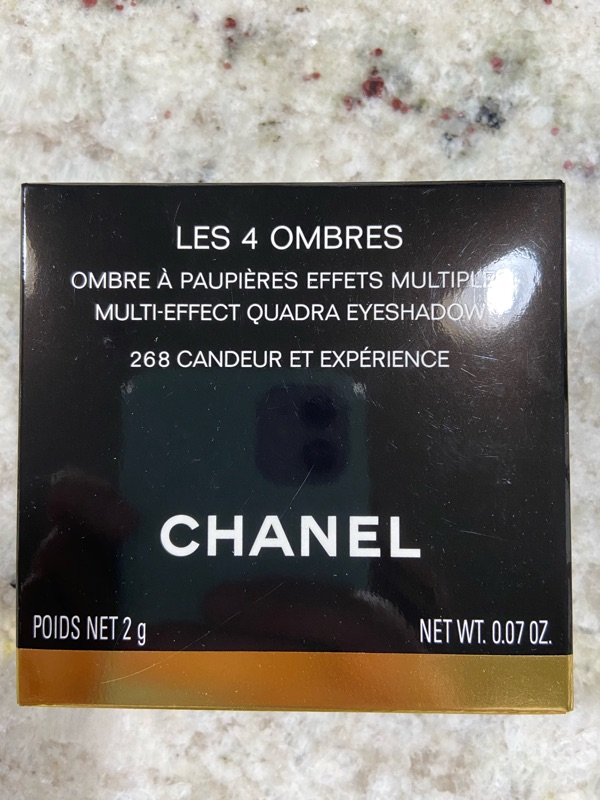 LES 4 OMBRES
OMBRE À PAUPIÈRES EFFETS MULTIPLES
MULTI-EFFECT QUADRA EYESHADOW
268 CANDEUR ET EXPÉRIENCE
CHANEL
POIDS NET 2 g
NET WT. 0.07 OZ.